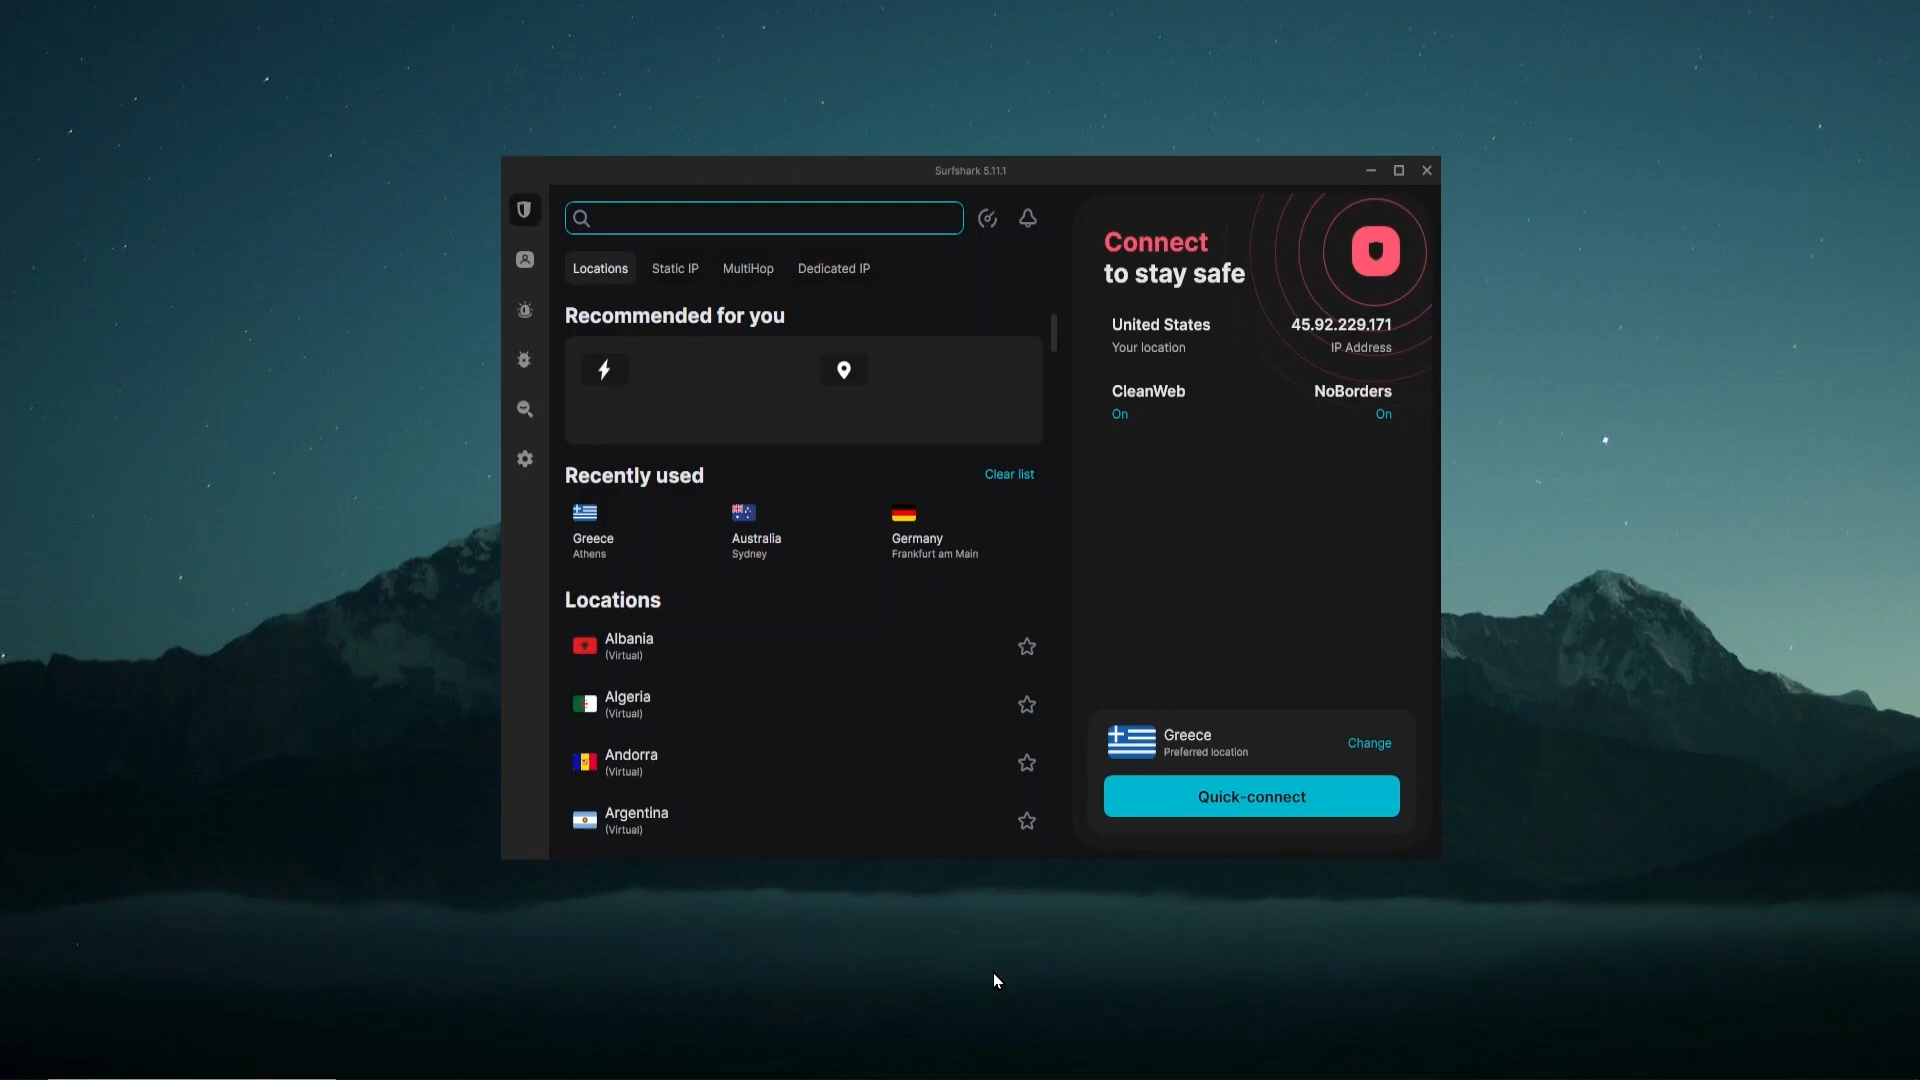 Surfshark 5.11.1
Locations
Static IP
MultiHop
Dedicated IP
Recommended for you
Recently used
Clear list
Greece
Athens
Australia
Sydney
Germany
Frankfurt am Main
Locations
Albania
(Virtual)
Algeria
(Virtual)
Andorra
(Virtual)
Argentina
(Virtual)
Connect
to stay safe
United States
45.92.229.171
Your location
IP Address
CleanWeb
NoBorders
On
On
Greece
Preferred location
Change
Quick-connect